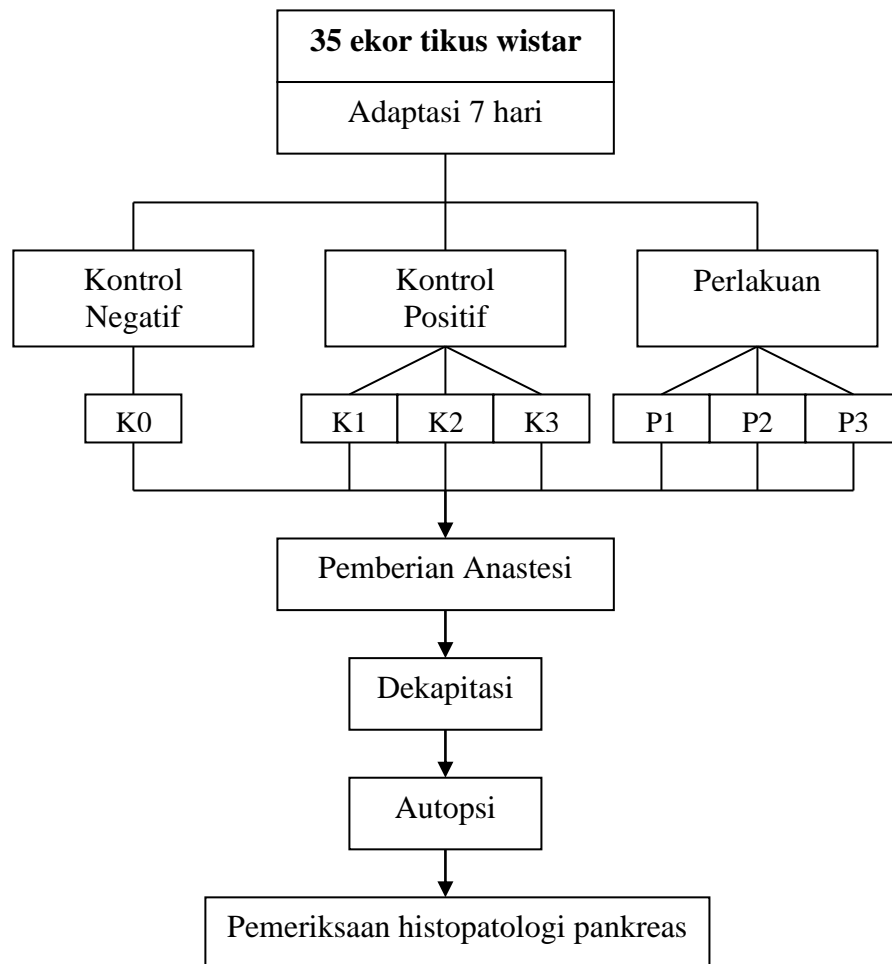 35 ekor tikus wistar
Adaptasi 7 hari
Kontrol
Negatif
Kontrol
Positif
Perlakuan
K0
K1
K2
K3
P1
P2
P3
Pemberian Anastesi
Dekapitasi
Autopsi
Pemeriksaan histopatologi pankreas